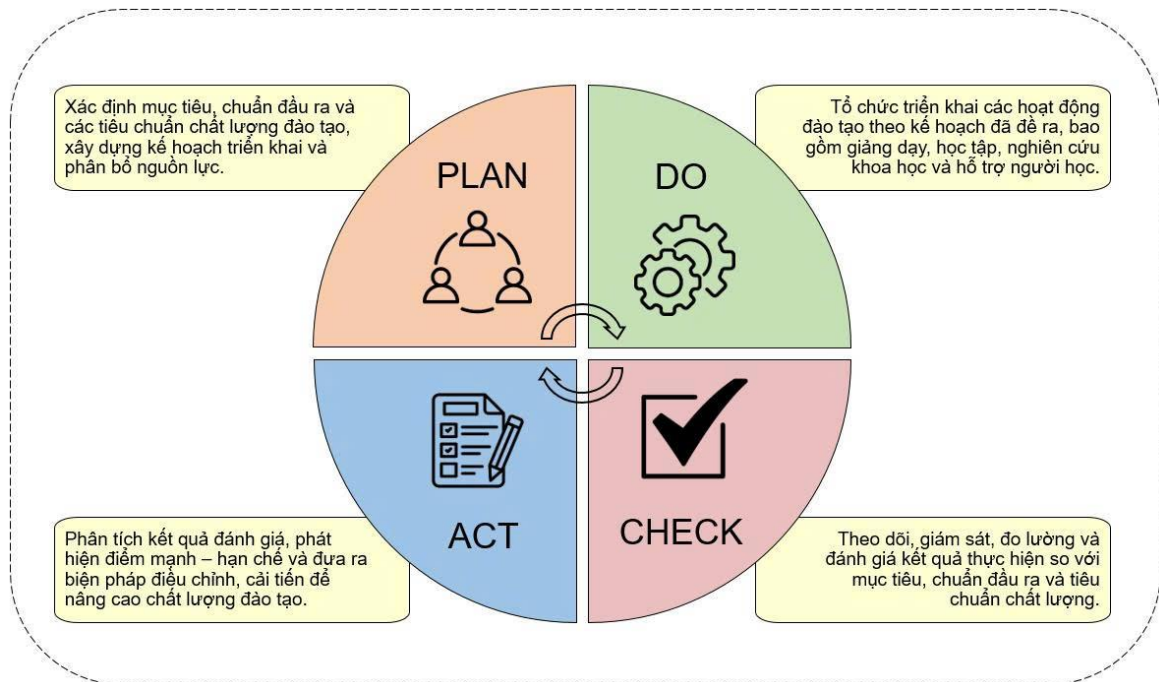 Xác định mục tiêu, chuẩn đầu ra và
các tiêu chuẩn chất lượng đào tạo,
xây dựng kế hoạch triển khai và
phân bổ nguồn lực.
PLAN
DO
Tổ chức triển khai các hoạt động
đào tạo theo kế hoạch đã đề ra, bao
gồm giảng dạy, học tập, nghiên cứu
khoa học và hỗ trợ người học.
Phân tích kết quả đánh giá, phát
hiện điểm mạnh – hạn chế và đưa ra
biện pháp điều chỉnh, cải tiến để
nâng cao chất lượng đào tạo.
ACT
CHECK
Theo dõi, giám sát, đo lường và
đánh giá kết quả thực hiện so với
mục tiêu, chuẩn đầu ra và tiêu
chuẩn chất lượng.